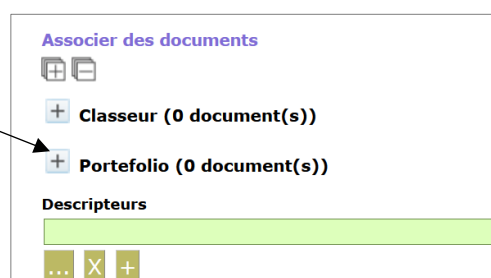 Associer des documents
+ -
+ Classeur (0 document(s))
+ Portefolio (0 document(s))
Descripteurs
... X +